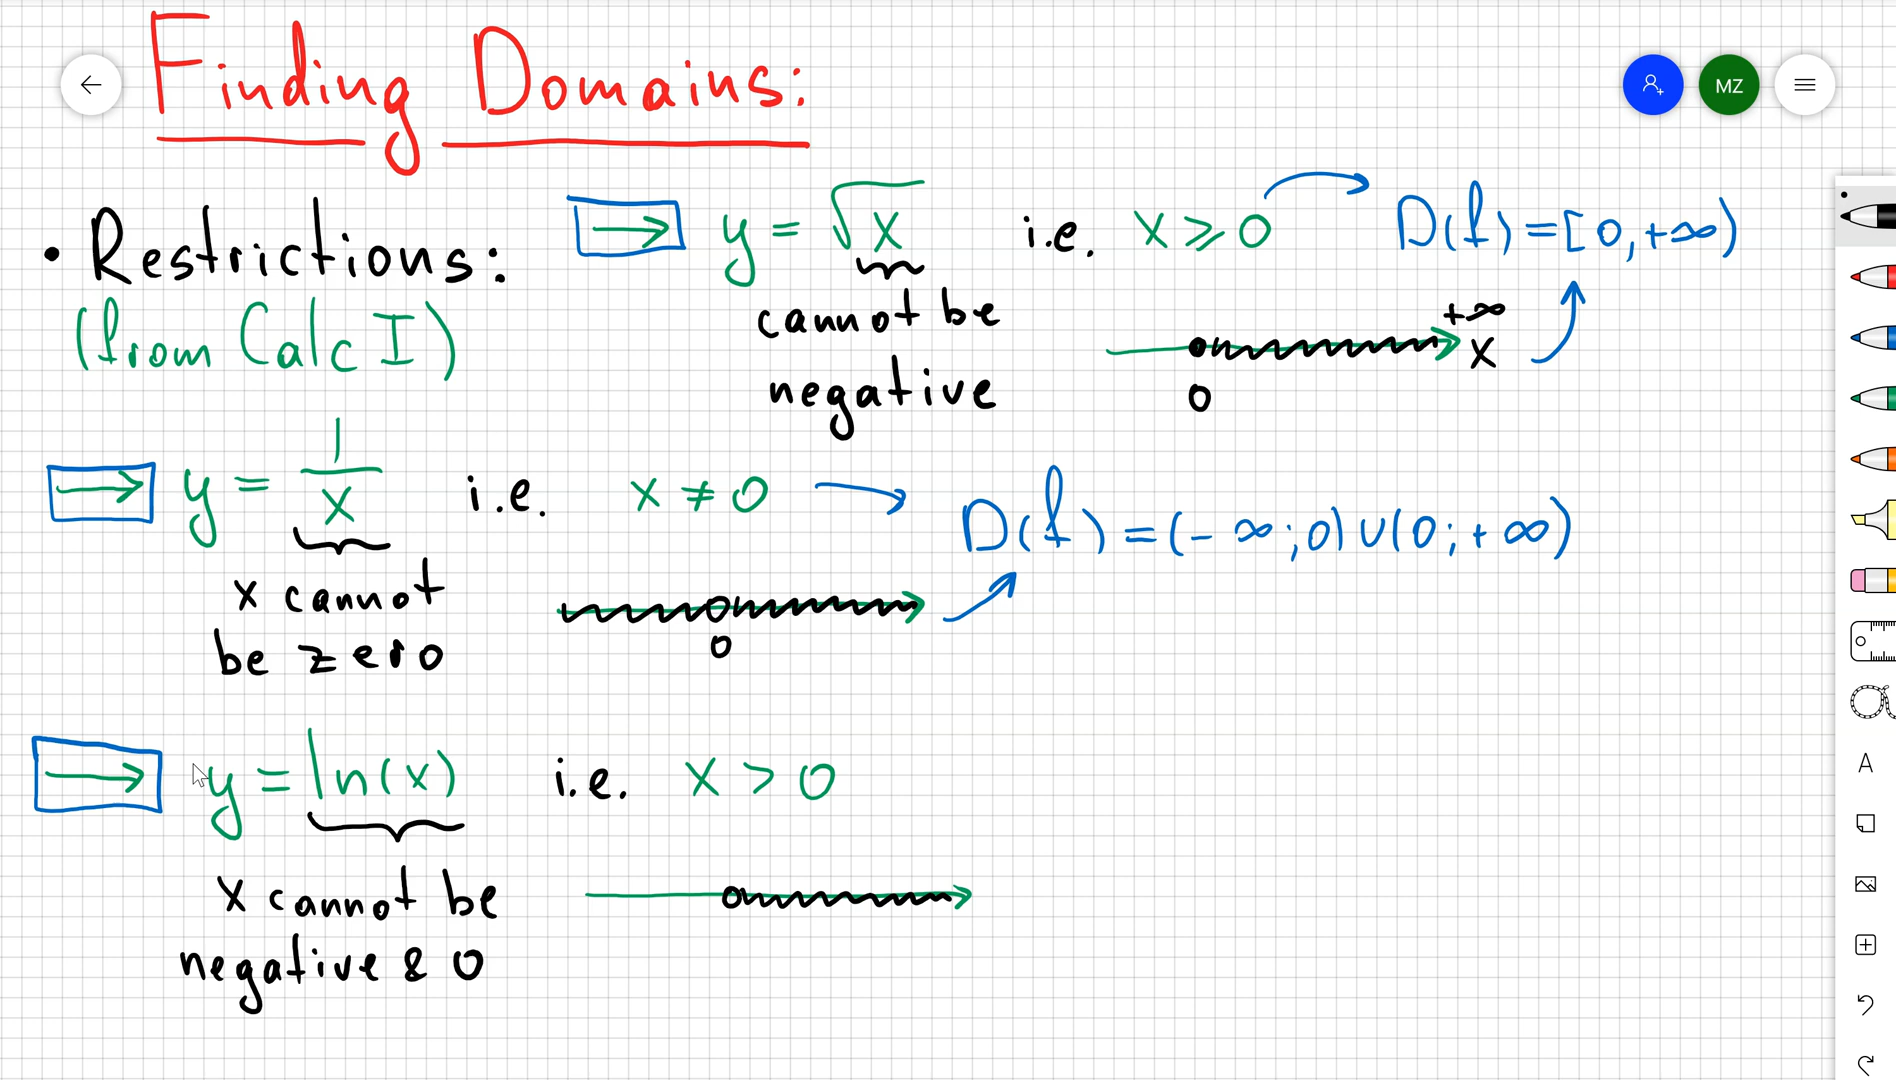 Finding Domains:
MZ
• Restrictions:
(from Calc I)
y = √x i.e. x ⩾ 0 D(f) = [0, +∞)
cannot be
negative
+∞
x
0
y = 1/x i.e. x ≠ 0 D(f) = (-∞; 0) ∪ (0; +∞)
x cannot
be zero
0
y = ln(x) i.e. x > 0
x cannot be
negative & 0
A